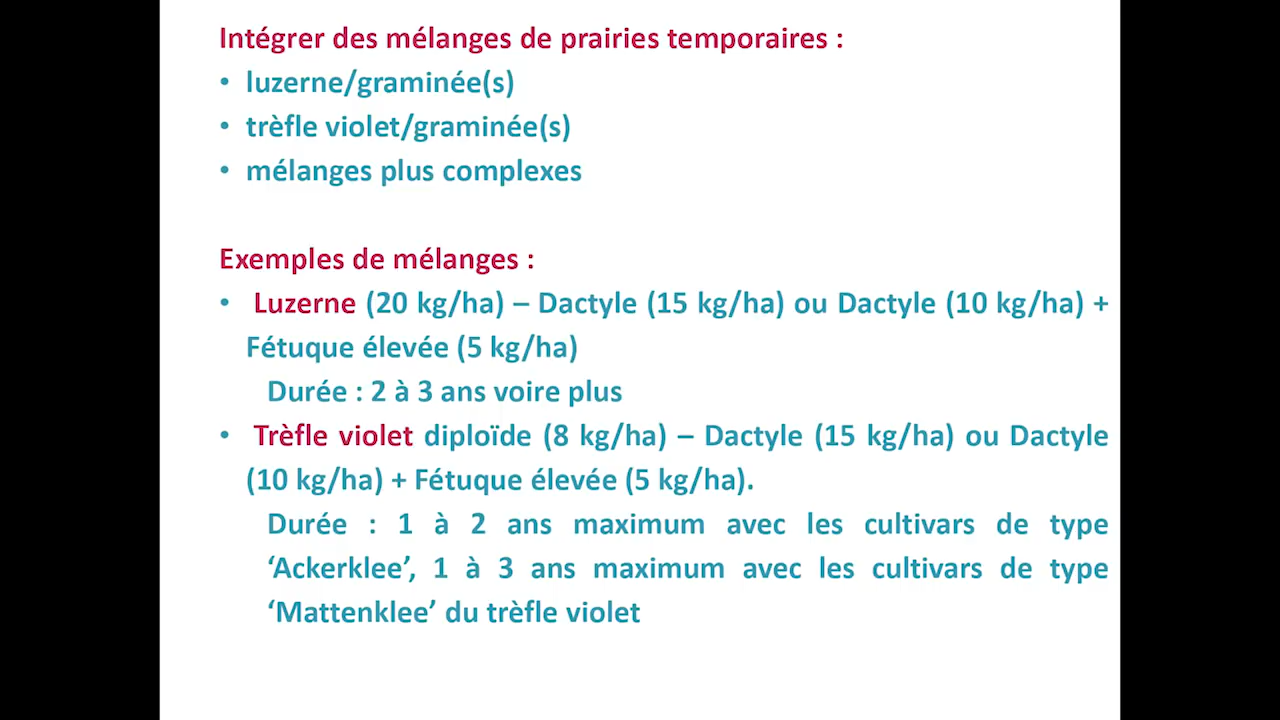 Intégrer des mélanges de prairies temporaires :
• luzerne/graminée(s)
• trèfle violet/graminée(s)
• mélanges plus complexes
Exemples de mélanges :
• Luzerne (20 kg/ha) – Dactyle (15 kg/ha) ou Dactyle (10 kg/ha) +
Fétuque élevée (5 kg/ha)
Durée : 2 à 3 ans voire plus
• Trèfle violet diploïde (8 kg/ha) – Dactyle (15 kg/ha) ou Dactyle
(10 kg/ha) + Fétuque élevée (5 kg/ha).
Durée : 1 à 2 ans maximum avec les cultivars de type
‘Ackerklee’, 1 à 3 ans maximum avec les cultivars de type
‘Mattenklee’ du trèfle violet